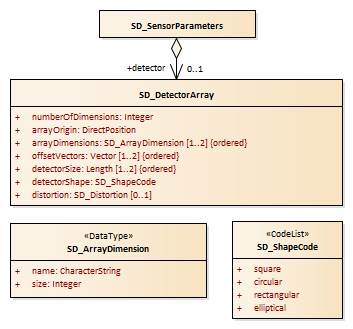 SD_SensorParameters
+detector
0..1
SD_DetectorArray
+ numberOfDimensions: Integer
+ arrayOrigin: DirectPosition
+ arrayDimensions: SD_ArrayDimension [1..2] {ordered}
+ offsetVectors: Vector [1..2] {ordered}
+ detectorSize: Length [1..2] {ordered}
+ detectorShape: SD_ShapeCode
+ distortion: SD_Distortion [0..1]
«DataType»
SD_ArrayDimension
+ name: CharacterString
+ size: Integer
«CodeList»
SD_ShapeCode
+ square
+ circular
+ rectangular
+ elliptical